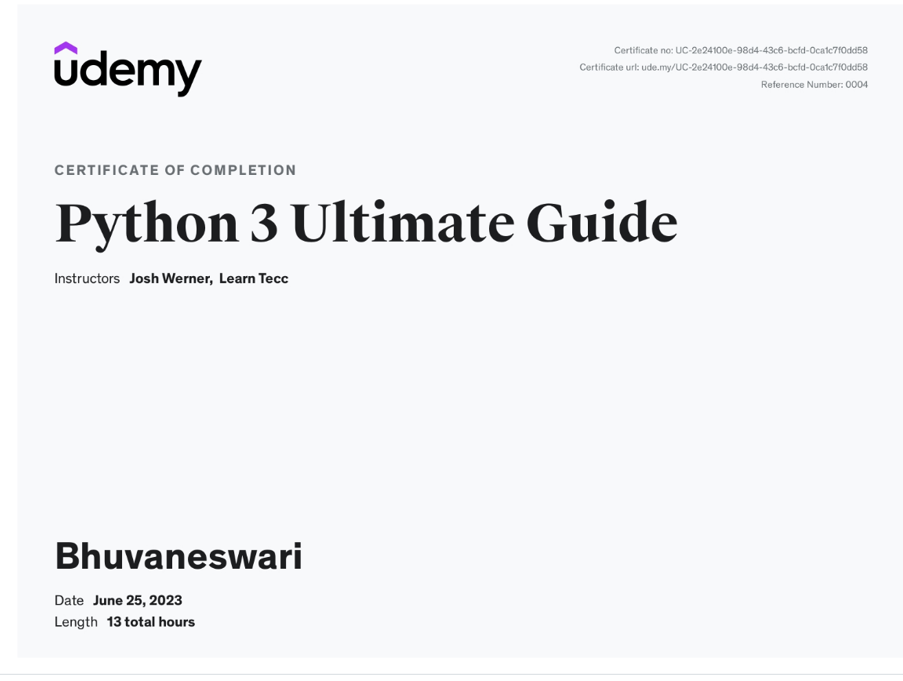 udemy
Certificate no: UC-2e24100e-98d4-43c6-bcfd-0ca1c7f0dd58
Certificate url: ude.my/UC-2e24100e-98d4-43c6-bcfd-0ca1c7f0dd58
Reference Number: 0004
CERTIFICATE OF COMPLETION
Python 3 Ultimate Guide
Instructors Josh Werner, Learn Tecc
Bhuvaneswari
Date June 25, 2023
Length 13 total hours